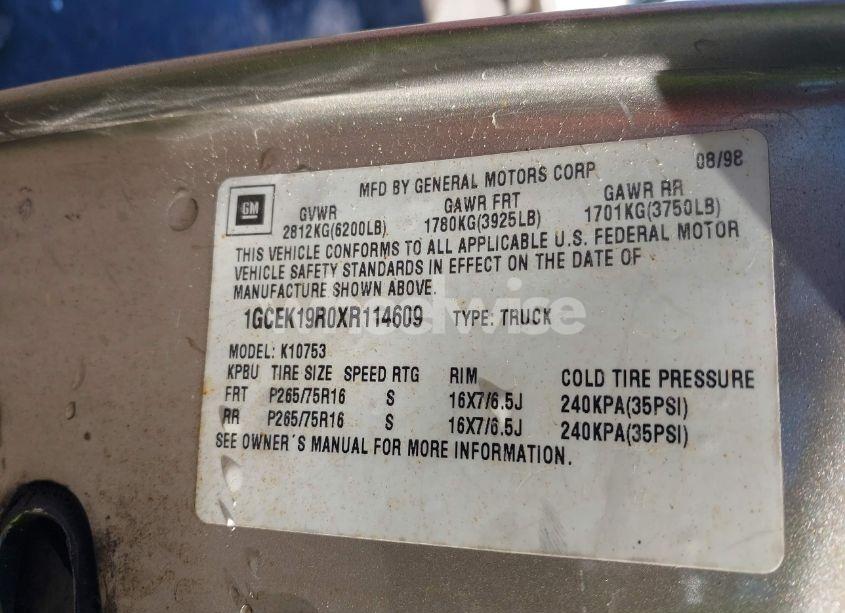 MFD BY GENERAL MOTORS CORP 08/98
GM
GVWR GAWR FRT GAWR RR
2812KG(6200LB) 1780KG(3925LB) 1701KG(3750LB)
THIS VEHICLE CONFORMS TO ALL APPLICABLE U.S. FEDERAL MOTOR
VEHICLE SAFETY STANDARDS IN EFFECT ON THE DATE OF
MANUFACTURE SHOWN ABOVE.
1GCEK19R0XR114609 TYPE: TRUCK
MODEL: K10753
KPBU TIRE SIZE SPEED RTG RIM COLD TIRE PRESSURE
FRT P265/75R16 S 16X7/6.5J 240KPA(35PSI)
RR P265/75R16 S 16X7/6.5J 240KPA(35PSI)
SEE OWNER´S MANUAL FOR MORE INFORMATION.